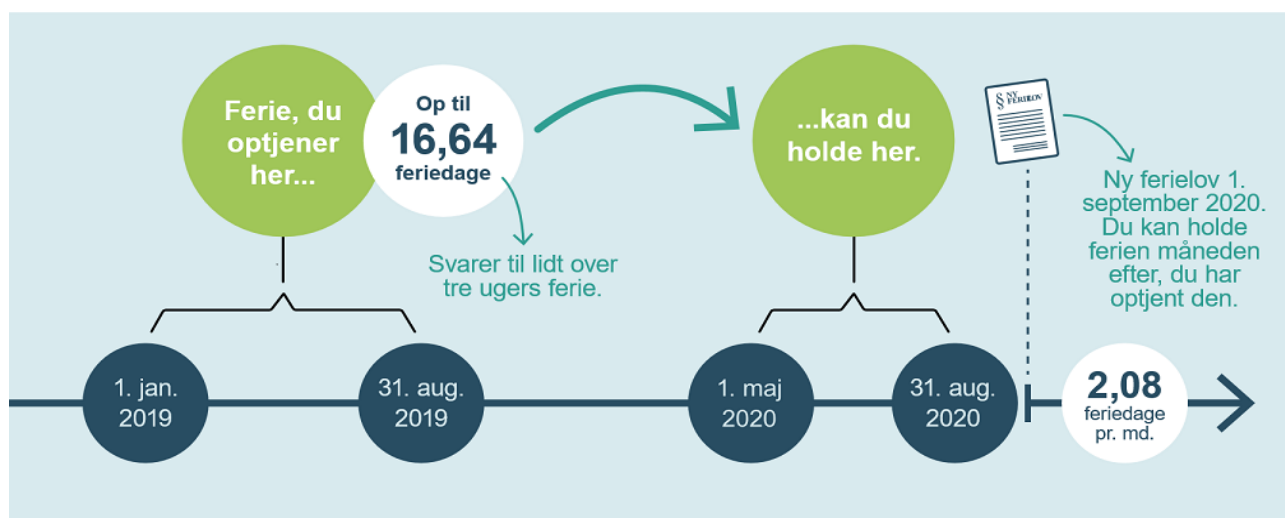 Ferie, du
optjener
her...
Op til
16,64
feriedage
Svarer til lidt over
tre ugers ferie.
...kan du
holde her.
§ NY
FERIELOV
Ny ferielov 1.
september 2020.
Du kan holde
ferien måneden
efter, du har
optjent den.
1. jan.
2019
31. aug.
2019
1. maj
2020
31. aug.
2020
2,08
feriedage
pr. md.